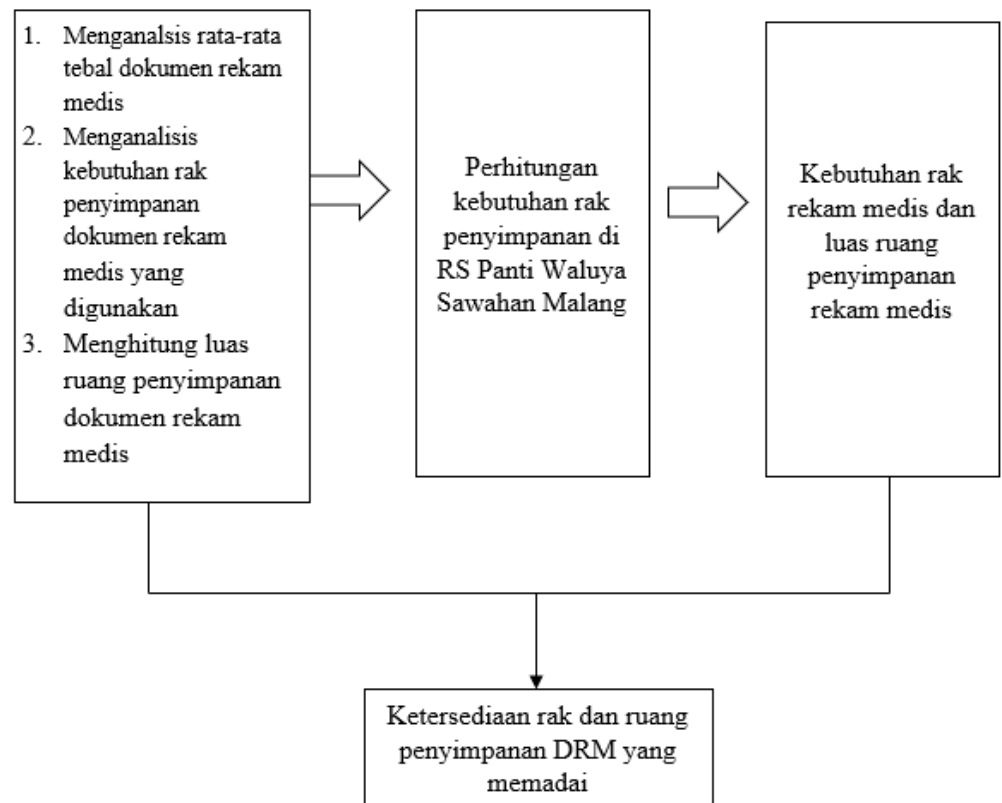 1. Menganalsis rata-rata
tebal dokumen rekam
medis
2. Menganalisis
kebutuhan rak
penyimpanan
dokumen rekam
medis yang
digunakan
3. Menghitung luas
ruang penyimpanan
dokumen rekam
medis
Perhitungan
kebutuhan rak
penyimpanan di
RS Panti Waluya
Sawahan Malang
Kebutuhan rak
rekam medis dan
luas ruang
penyimpanan
rekam medis
Ketersediaan rak dan ruang
penyimpanan DRM yang
memadai